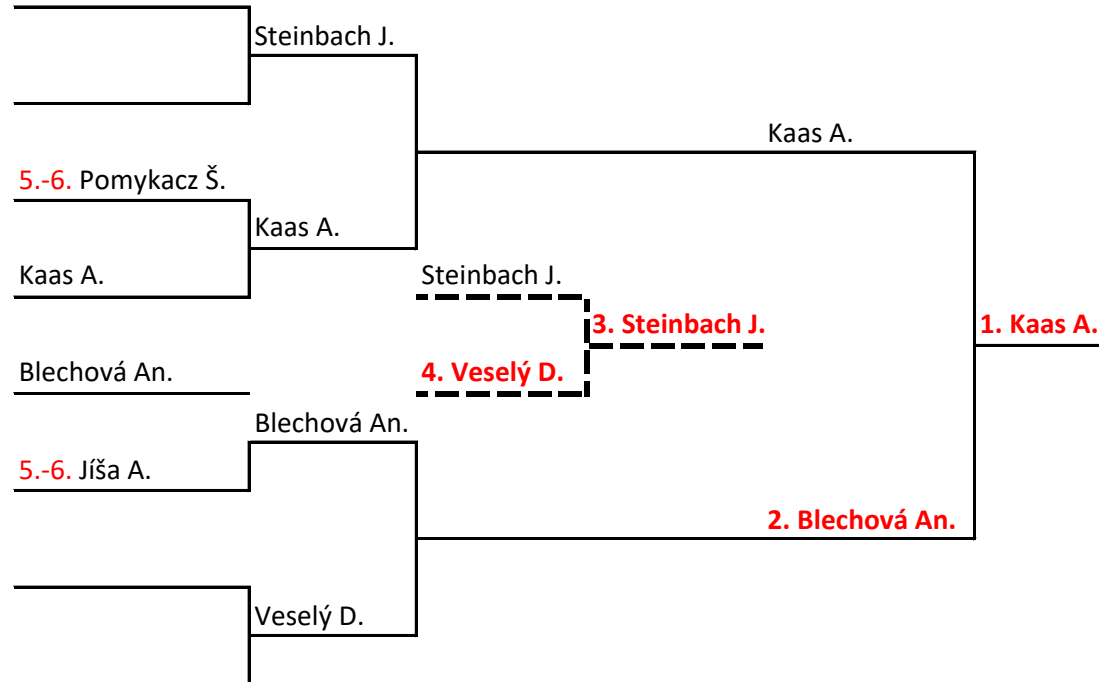 Steinbach J.
Kaas A.
5.-6. Pomykacz Š.
Kaas A.
Kaas A.
Steinbach J.
3. Steinbach J.
1. Kaas A.
Blechová An.
4. Veselý D.
Blechová An.
5.-6. Jíša A.
2. Blechová An.
Veselý D.